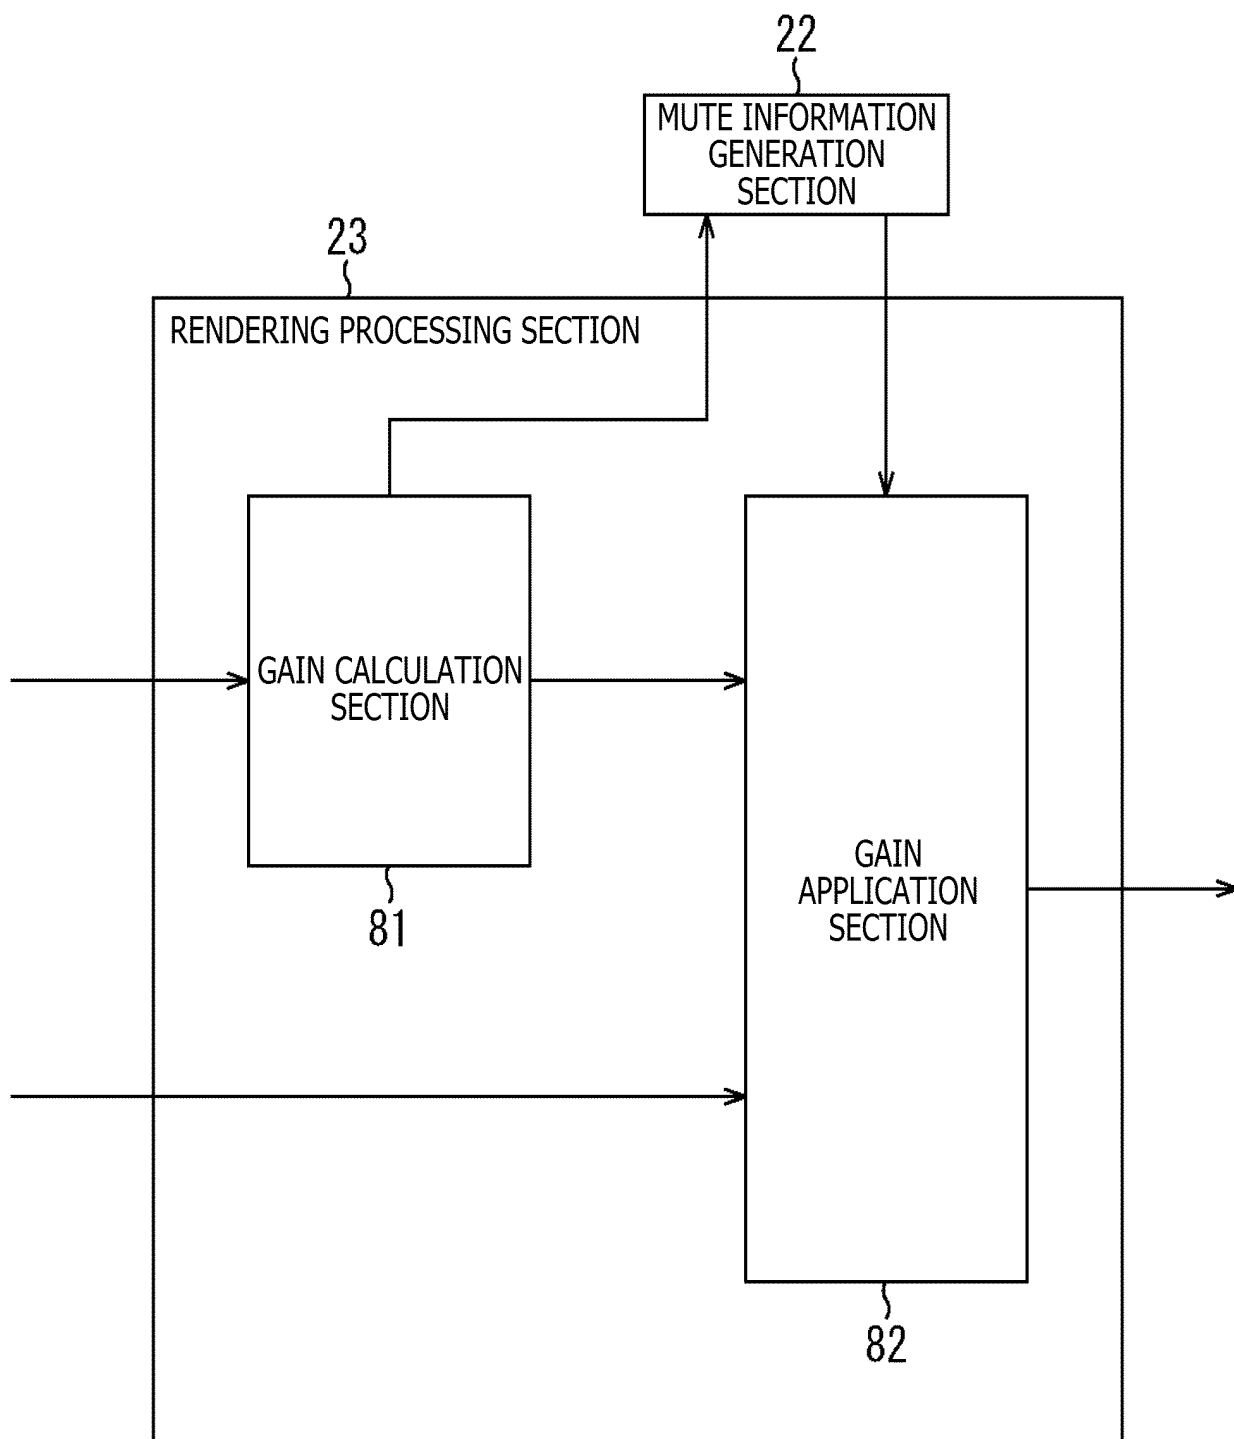 22
MUTE INFORMATION
GENERATION
SECTION
23
RENDERING PROCESSING SECTION
GAIN CALCULATION
SECTION
81
GAIN
APPLICATION
SECTION
82